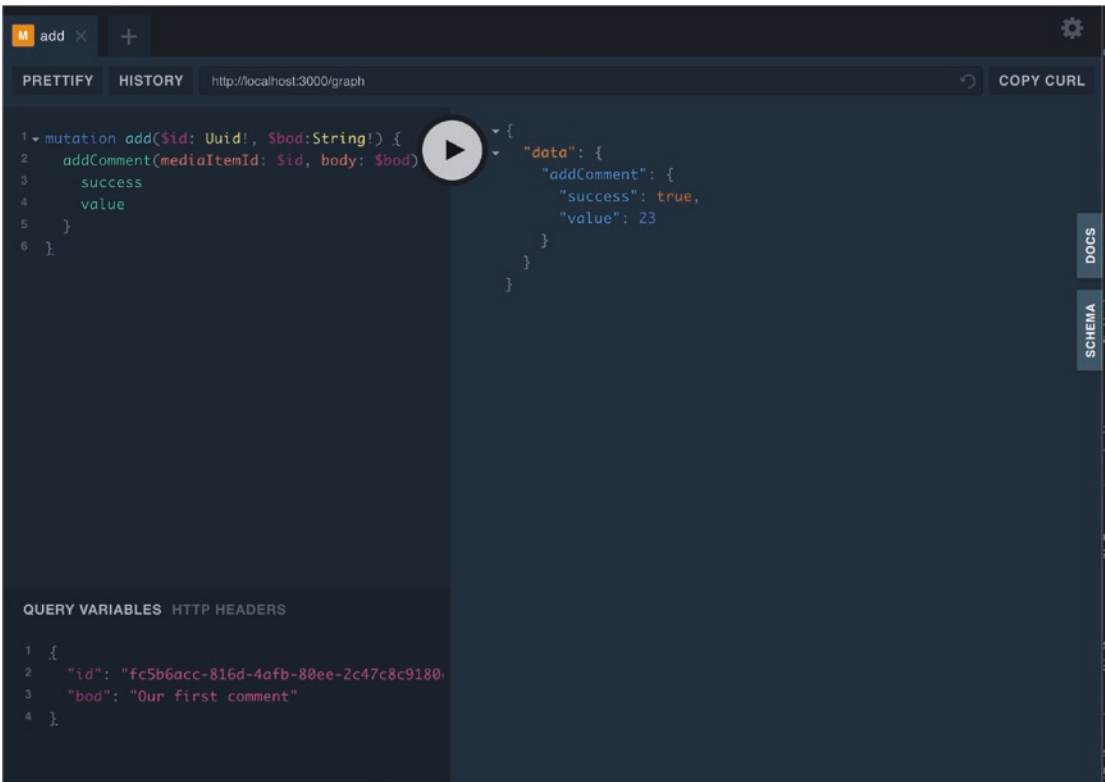 M add
PRETTIFY HISTORY http://localhost:3000/graph COPY CURL
1 mutation add($id: Uuid!, $bod:String!) {
2 addComment(mediaItemId: $id, body: $bod)
3 success
4 value
5 }
6 }
{
"data": {
"addComment": {
"success": true,
"value": 23
}
}
}
DOCS
SCHEMA
QUERY VARIABLES HTTP HEADERS
1 {
2 "id": "fc5b6acc-816d-4afb-80ee-2c47c8c9180
3 "bod": "Our first comment"
4 }